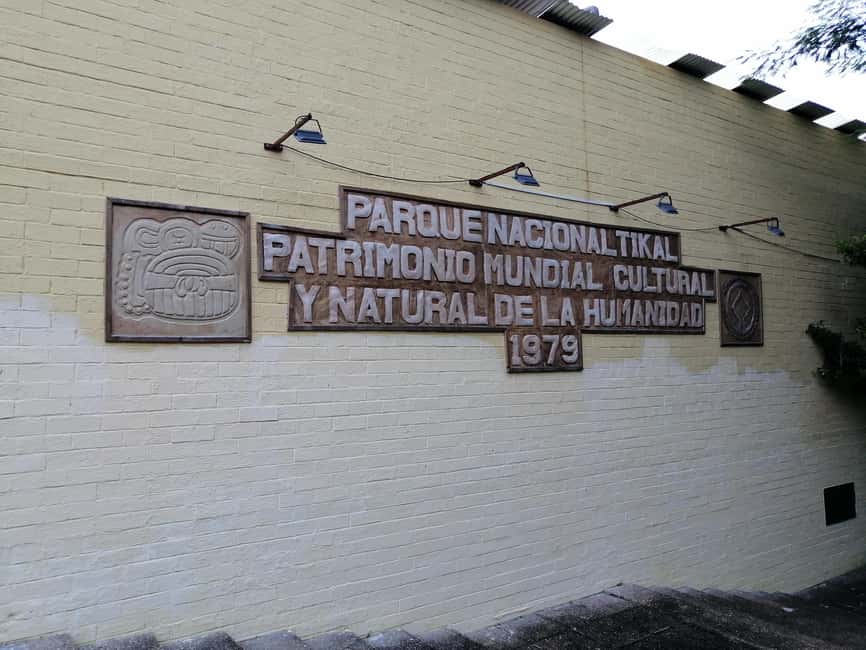 PARQUE NACIONAL TIKAL
PATRIMONIO MUNDIAL CULTURAL
Y NATURAL DE LA HUMANIDAD
1979